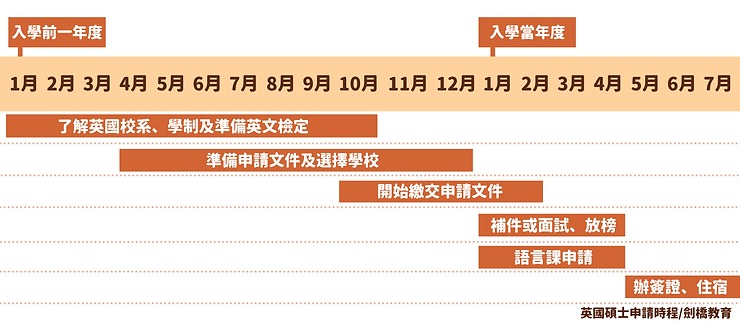 入學前一年度 入學當年度
1月 2月 3月 4月 5月 6月 7月 8月 9月 10月 11月 12月 1月 2月 3月 4月 5月 6月 7月
了解英國校系、學制及準備英文檢定
準備申請文件及選擇學校
開始繳交申請文件
補件或面試、放榜
語言課申請
辦簽證、住宿
英國碩士申請時程/劍橋教育